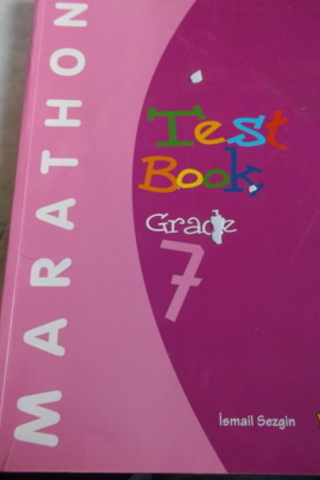 MARATHON
Test
Book
Grade
7
İsmail Sezgin